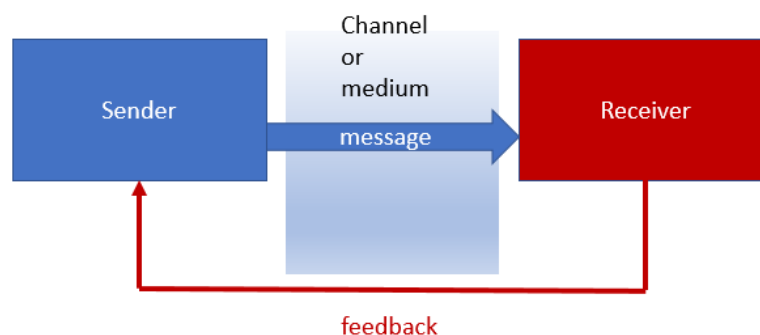 Channel
or
medium
Sender
Receiver
message
feedback